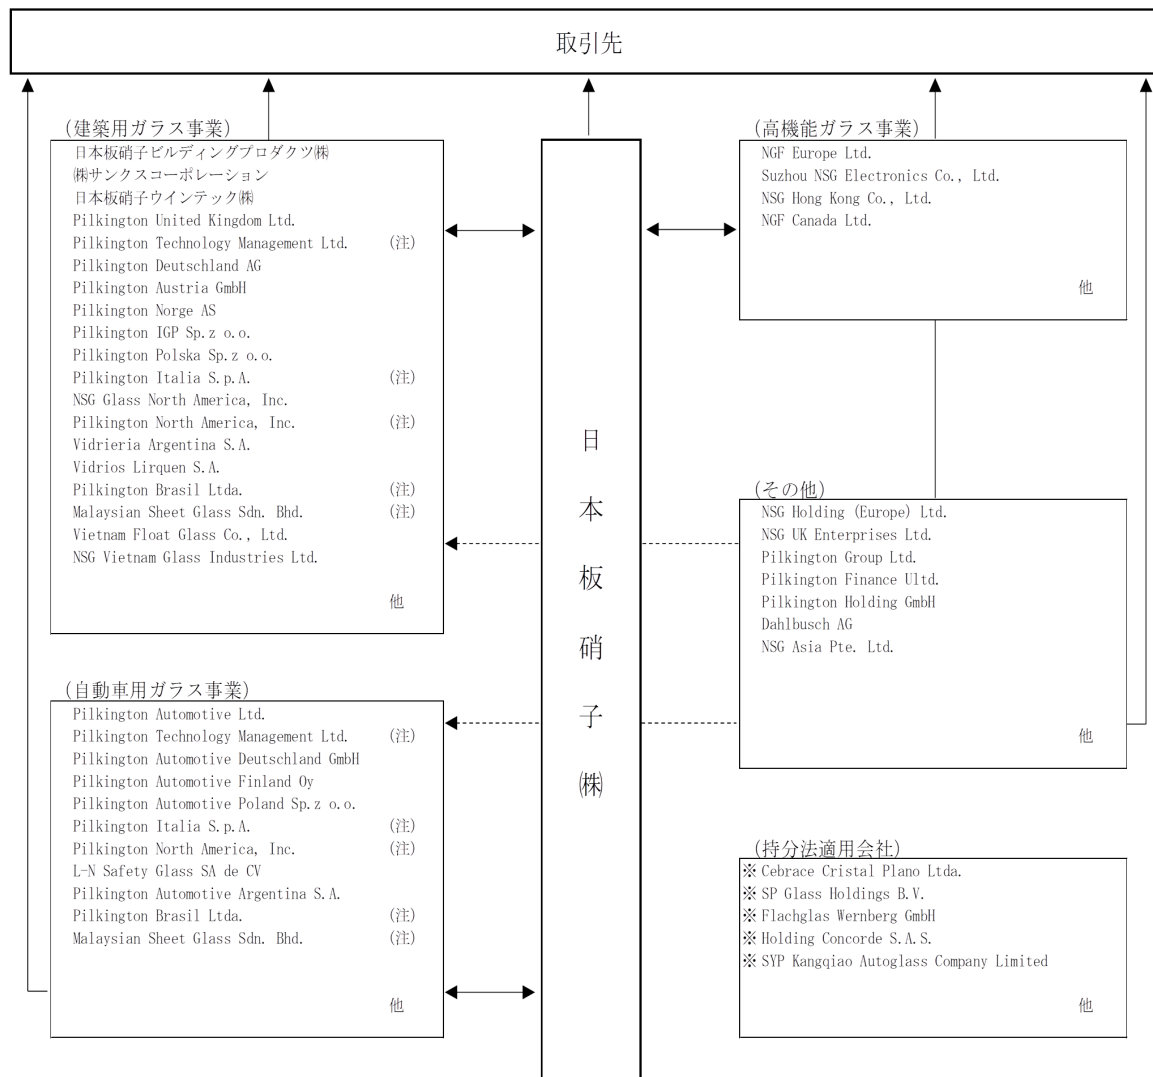 取引先
(建築用ガラス事業)
日本板硝子ビルディングプロダクツ㈱
㈱サンクスコーポレーション
日本板硝子ウインテック㈱
Pilkington United Kingdom Ltd.
Pilkington Technology Management Ltd. (注)
Pilkington Deutschland AG
Pilkington Austria GmbH
Pilkington Norge AS
Pilkington IGP Sp.z o.o.
Pilkington Polska Sp.z o.o.
Pilkington Italia S.p.A. (注)
NSG Glass North America, Inc.
Pilkington North America, Inc. (注)
Vidrieria Argentina S.A.
Vidrios Lirquen S.A.
Pilkington Brasil Ltda. (注)
Malaysian Sheet Glass Sdn. Bhd. (注)
Vietnam Float Glass Co., Ltd.
NSG Vietnam Glass Industries Ltd.
他
(自動車用ガラス事業)
Pilkington Automotive Ltd.
Pilkington Technology Management Ltd. (注)
Pilkington Automotive Deutschland GmbH
Pilkington Automotive Finland Oy
Pilkington Automotive Poland Sp.z o.o.
Pilkington Italia S.p.A. (注)
Pilkington North America, Inc. (注)
L-N Safety Glass SA de CV
Pilkington Automotive Argentina S.A.
Pilkington Brasil Ltda. (注)
Malaysian Sheet Glass Sdn. Bhd. (注)
他
日本板硝子㈱
(高機能ガラス事業)
NGF Europe Ltd.
Suzhou NSG Electronics Co., Ltd.
NSG Hong Kong Co., Ltd.
NGF Canada Ltd.
他
(その他)
NSG Holding (Europe) Ltd.
NSG UK Enterprises Ltd.
Pilkington Group Ltd.
Pilkington Finance Ultd.
Pilkington Holding GmbH
Dahlbusch AG
NSG Asia Pte. Ltd.
他
(持分法適用会社)
※ Cebrace Cristal Plano Ltda.
※ SP Glass Holdings B.V.
※ Flachglas Wernberg GmbH
※ Holding Concorde S.A.S.
※ SYP Kangqiao Autoglass Company Limited
他